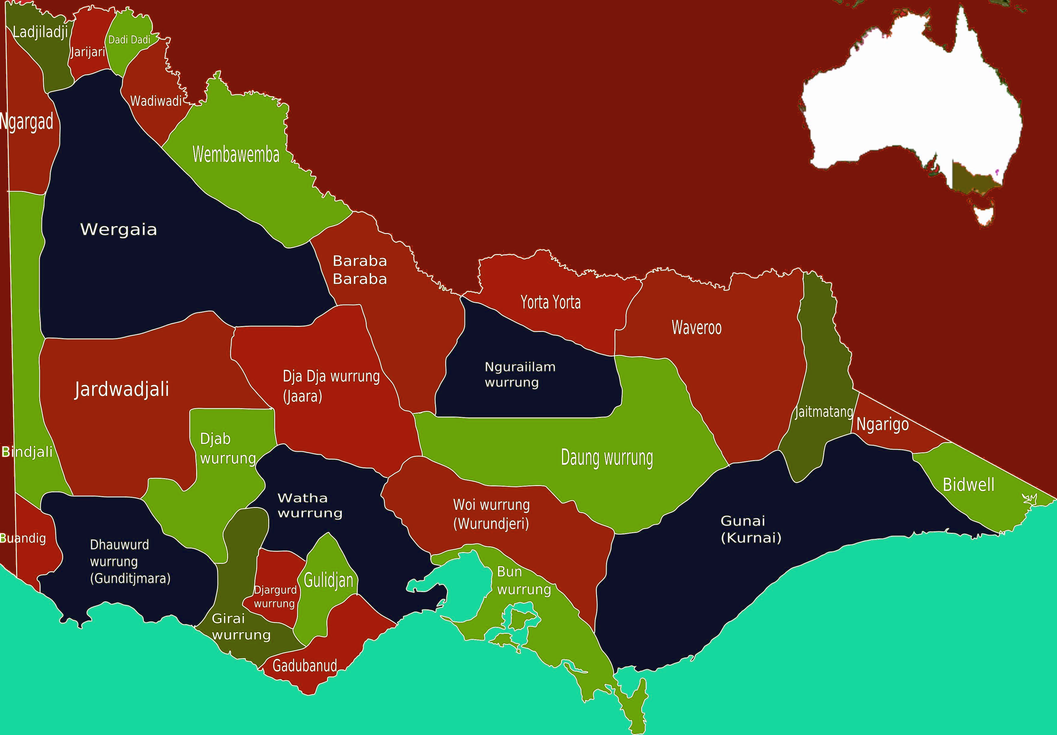 Ladjiladji
Jarijari
Dadi Dadi
Wadiwadi
Ngargad
Wembawemba
Wergaia
Baraba
Baraba
Yorta Yorta
Waveroo
Nguraiilam
wurrung
Jardwadjali
Dja Dja wurrung
(Jaara)
Jaitmatang
Ngarigo
Djab
wurrung
Bindjali
Daung wurrung
Bidwell
Watha
wurrung
Woi wurrung
(Wurundjeri)
Gunai
(Kurnai)
Buandig
Dhauwurd
wurrung
(Gunditjmara)
Djargurd
wurrung
Gulidjan
Bun
wurrung
Girai
wurrung
Gadubanud